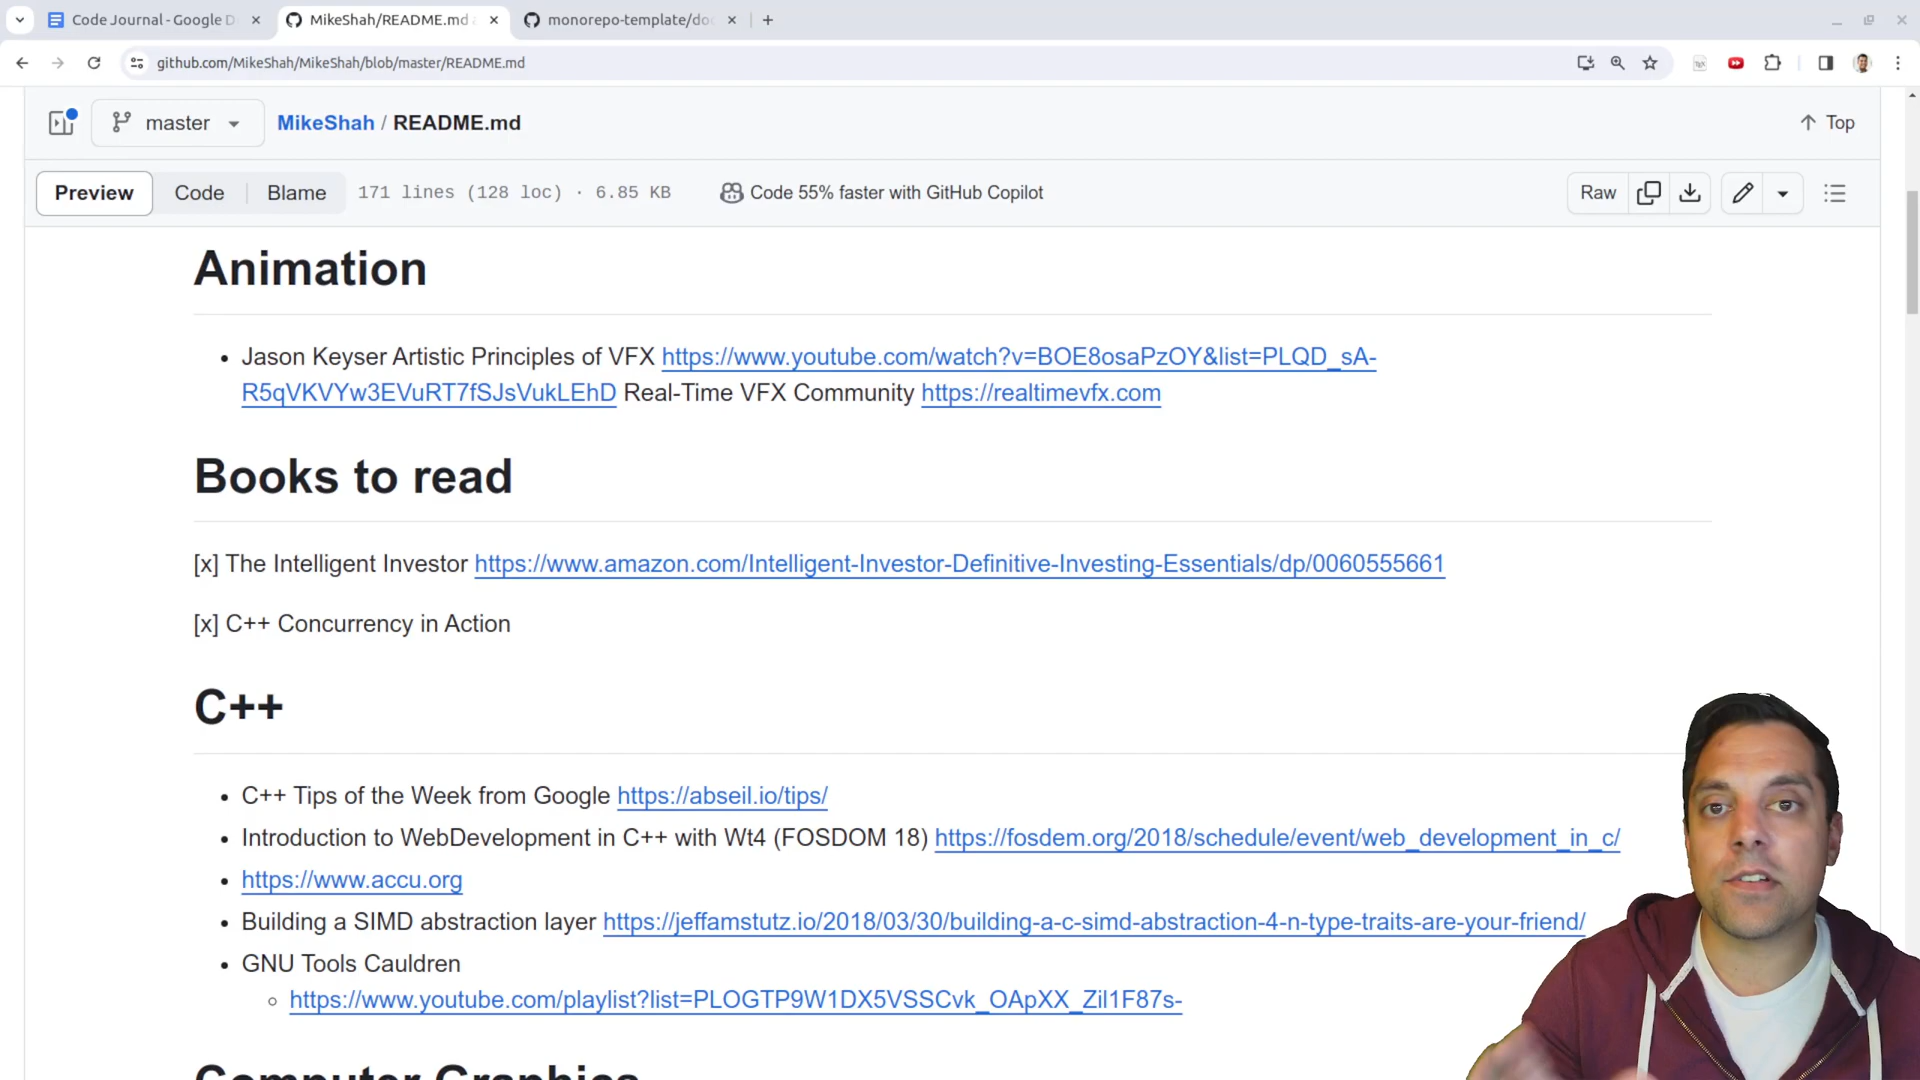 Code Journal - Google D
MikeShah/README.md a
monorepo-template/doc
github.com/MikeShah/MikeShah/blob/master/README.md
master
MikeShah / README.md
Top
Preview
Code
Blame
171 lines (128 loc) · 6.85 KB
Code 55% faster with GitHub Copilot
Raw
Animation
Jason Keyser Artistic Principles of VFX https://www.youtube.com/watch?v=BOE8osaPzOY&list=PLQD_sA-
R5qVKVYw3EVuRT7fSJsVukLEhD Real-Time VFX Community https://realtimevfx.com
Books to read
[x] The Intelligent Investor https://www.amazon.com/Intelligent-Investor-Definitive-Investing-Essentials/dp/0060555661
[x] C++ Concurrency in Action
C++
C++ Tips of the Week from Google https://abseil.io/tips/
Introduction to WebDevelopment in C++ with Wt4 (FOSDOM 18) https://fosdem.org/2018/schedule/event/web_development_in_c/
https://www.accu.org
Building a SIMD abstraction layer https://jeffamstutz.io/2018/03/30/building-a-c-simd-abstraction-4-n-type-traits-are-your-friend/
GNU Tools Cauldren
https://www.youtube.com/playlist?list=PLOGTP9W1DX5VSSCvk_OApXX_Zil1F87s-
Computer Graphics